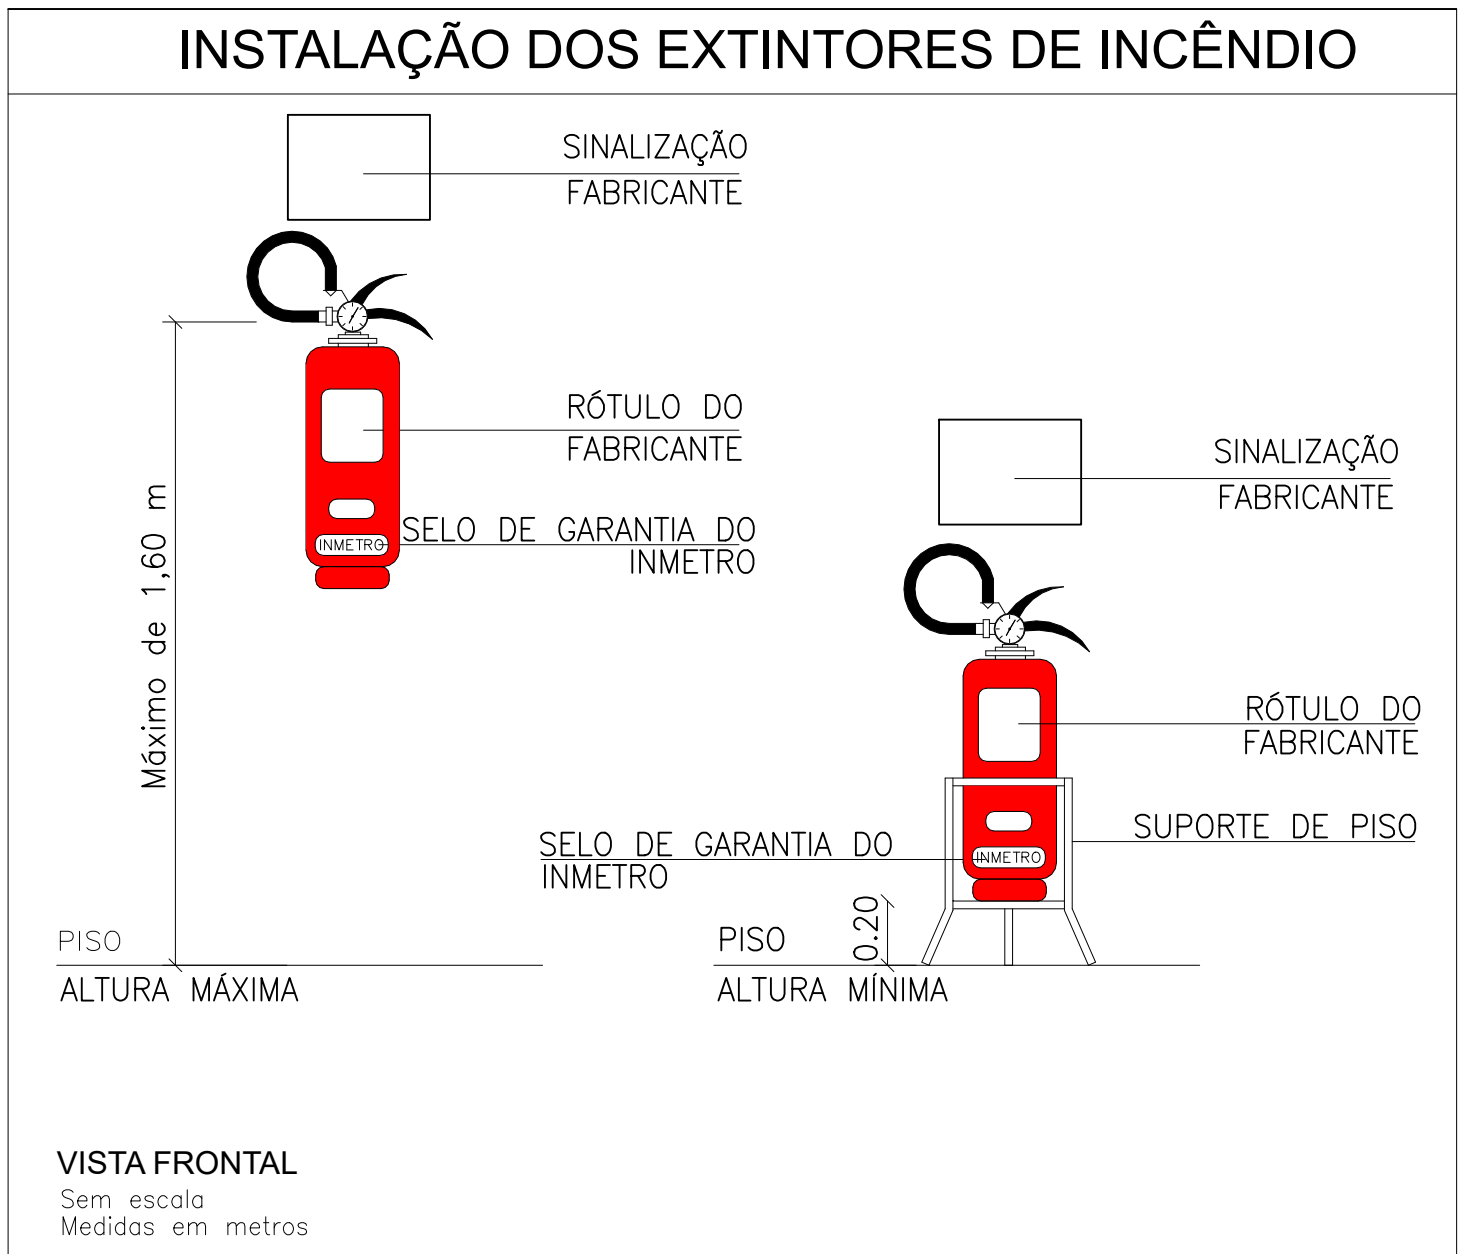 INSTALAÇÃO DOS EXTINTORES DE INCÊNDIO
SINALIZAÇÃO
FABRICANTE
RÓTULO DO
FABRICANTE
SELO DE GARANTIA DO
INMETRO
INMETRO
Máximo de 1,60 m
PISO
ALTURA MÁXIMA
SINALIZAÇÃO
FABRICANTE
RÓTULO DO
FABRICANTE
SUPORTE DE PISO
SELO DE GARANTIA DO
INMETRO
INMETRO
0.20
PISO
ALTURA MÍNIMA
VISTA FRONTAL
Sem escala
Medidas em metros